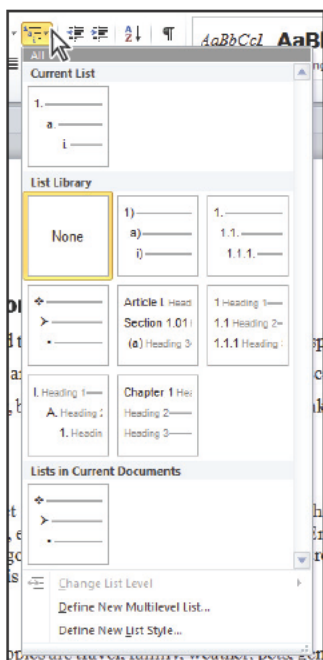 AaBbCcI AaBb
All
Current List
1.
a.
i.
List Library
None
1)
a)
i)
1.
1.1.
1.1.1.
Article I. Head
Section 1.01
(a) Heading 3
1 Heading 1
1.1 Heading 2
1.1.1 Heading
I. Heading 1
A. Heading 2
1. Headin
Chapter 1 Hea
Heading 2
Heading 3
Lists in Current Documents
Change List Level
Define New Multilevel List...
Define New List Style...